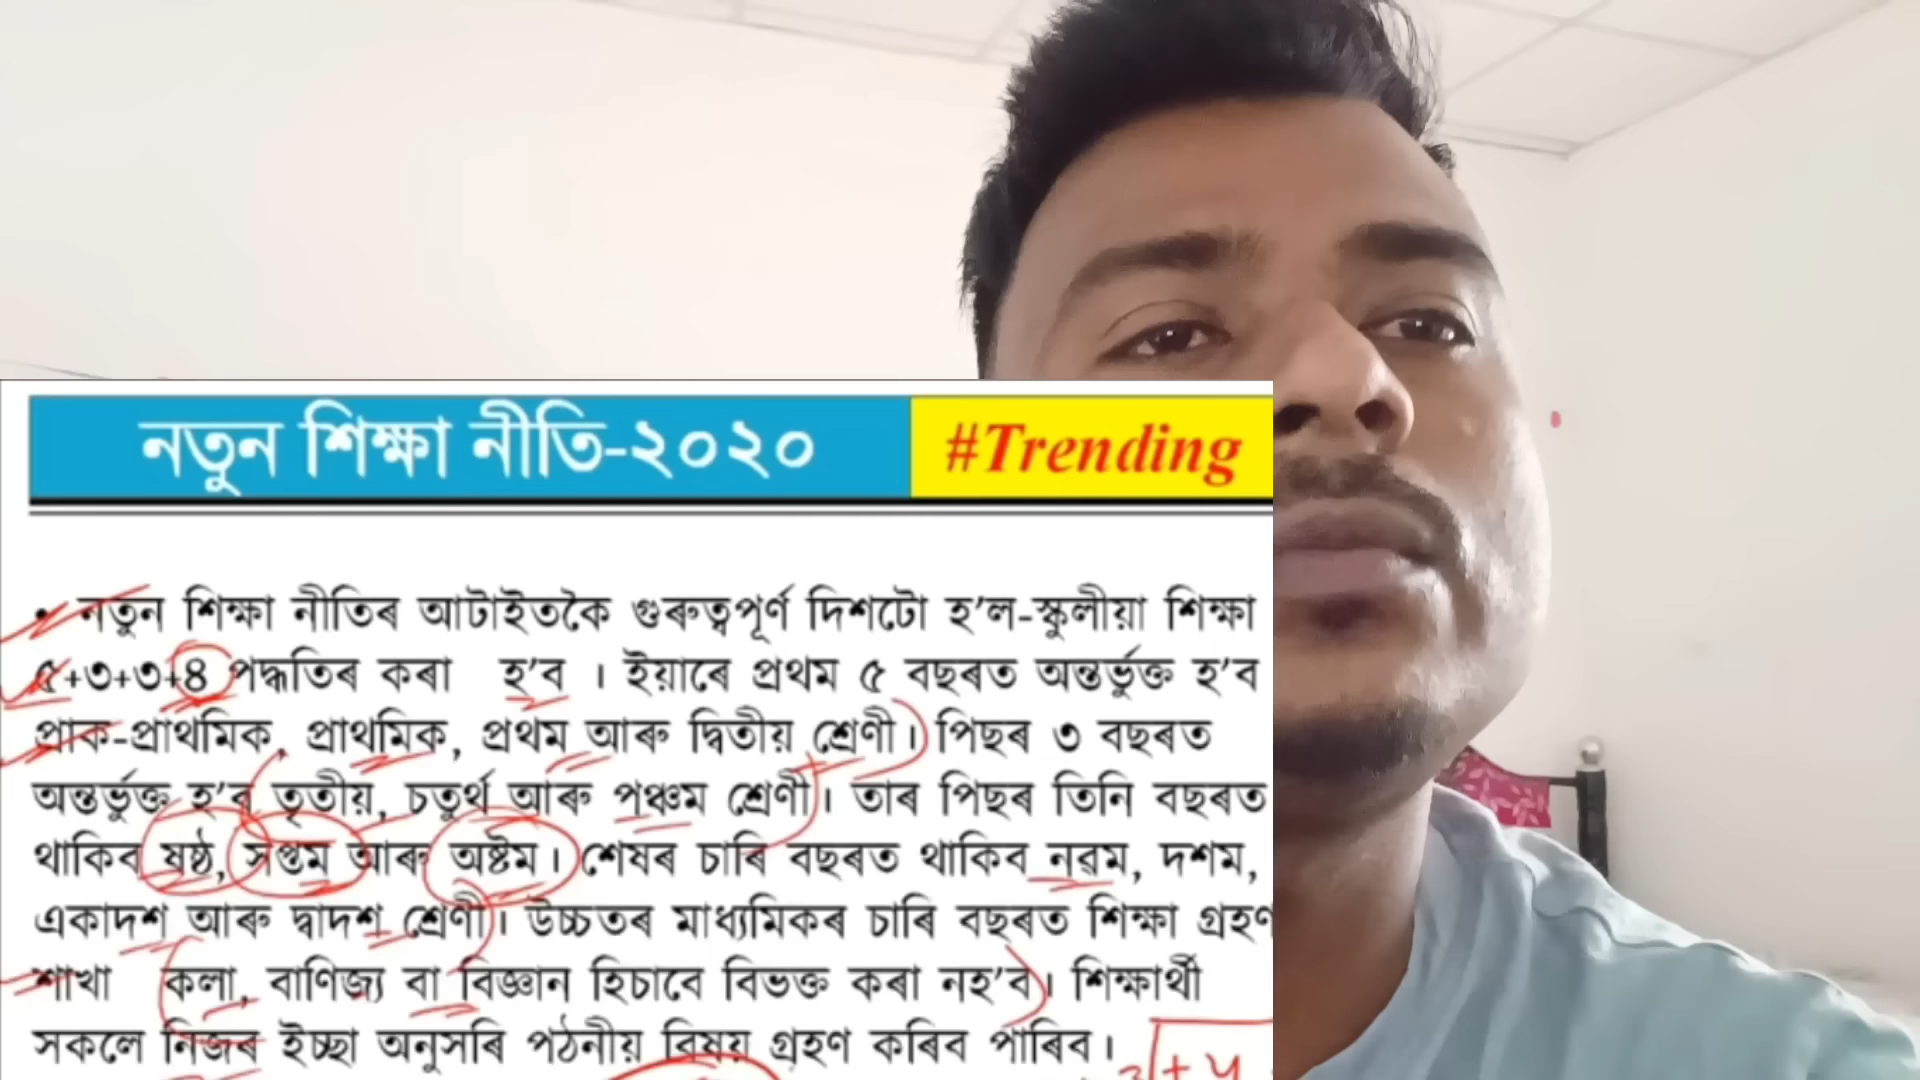 নতুন শিক্ষা নীতি-২০২০ #Trending
• নতুন শিক্ষা নীতিৰ আটাইতকৈ গুৰুত্বপূৰ্ণ দিশটো হ'ল-স্কুলীয়া শিক্ষা
৫+৩+৩+৪ পদ্ধতিৰ কৰা হ'ব । ইয়াৰে প্ৰথম ৫ বছৰত অন্তৰ্ভুক্ত হ'ব
প্ৰাক-প্ৰাথমিক, প্ৰাথমিক, প্ৰথম আৰু দ্বিতীয় শ্ৰেণী। পিছৰ ৩ বছৰত
অন্তৰ্ভুক্ত হ'ব তৃতীয়, চতুৰ্থ আৰু পঞ্চম শ্ৰেণী। তাৰ পিছৰ তিনি বছৰত
থাকিব ষষ্ঠ, সপ্তম আৰু অষ্টম। শেষৰ চাৰি বছৰত থাকিব নৱম, দশম,
একাদশ আৰু দ্বাদশ শ্ৰেণী। উচ্চতৰ মাধ্যমিকৰ চাৰি বছৰত শিক্ষা গ্ৰহণ
শাখা কলা, বাণিজ্য বা বিজ্ঞান হিচাবে বিভক্ত কৰা নহ'ব। শিক্ষাৰ্থী
সকলে নিজৰ ইচ্ছা অনুসৰি পঠনীয় বিষয় গ্ৰহণ কৰিব পাৰিব।